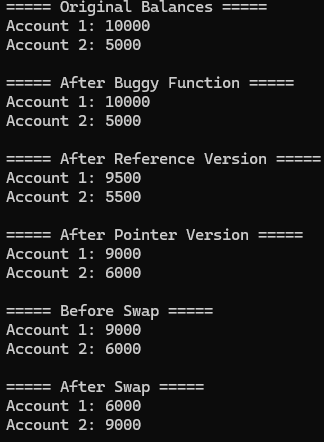 ===== Original Balances =====
Account 1: 10000
Account 2: 5000
===== After Buggy Function =====
Account 1: 10000
Account 2: 5000
===== After Reference Version =====
Account 1: 9500
Account 2: 5500
===== After Pointer Version =====
Account 1: 9000
Account 2: 6000
===== Before Swap =====
Account 1: 9000
Account 2: 6000
===== After Swap =====
Account 1: 6000
Account 2: 9000